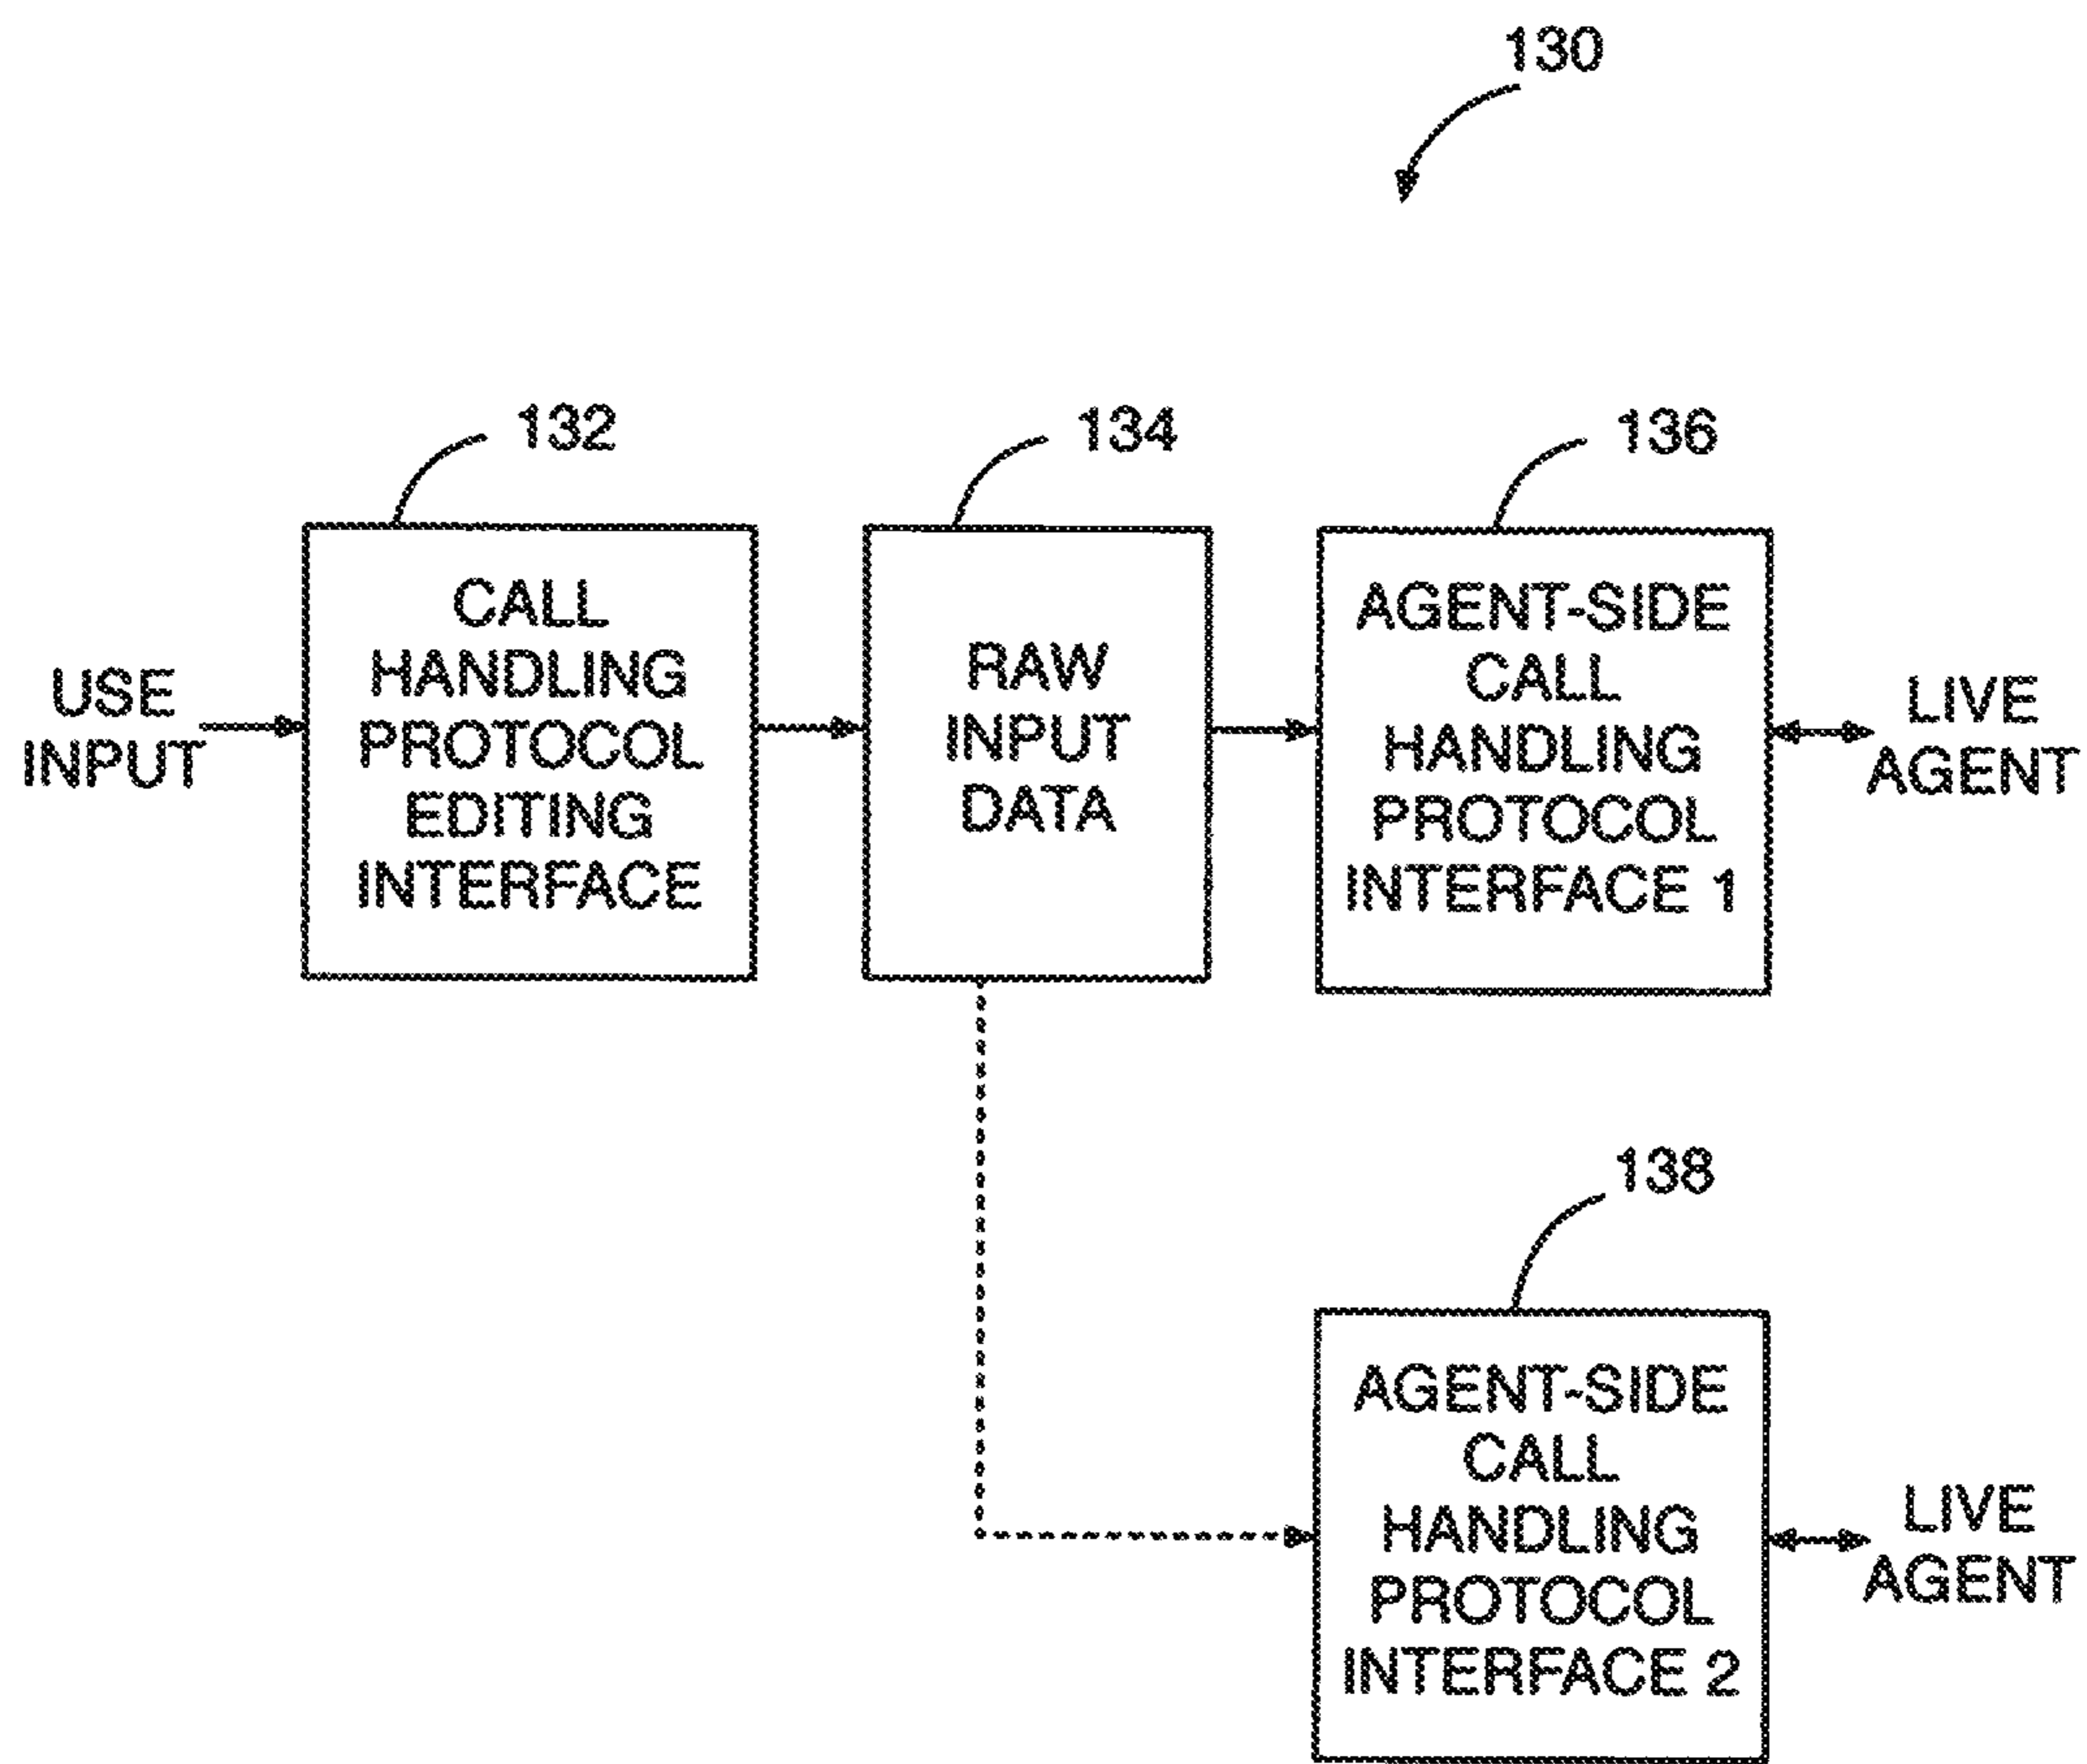 130
132
134
136
USE
INPUT
CALL
HANDLING
PROTOCOL
EDITING
INTERFACE
RAW
INPUT
DATA
AGENT-SIDE
CALL
HANDLING
PROTOCOL
INTERFACE 1
LIVE
AGENT
138
AGENT-SIDE
CALL
HANDLING
PROTOCOL
INTERFACE 2
LIVE
AGENT